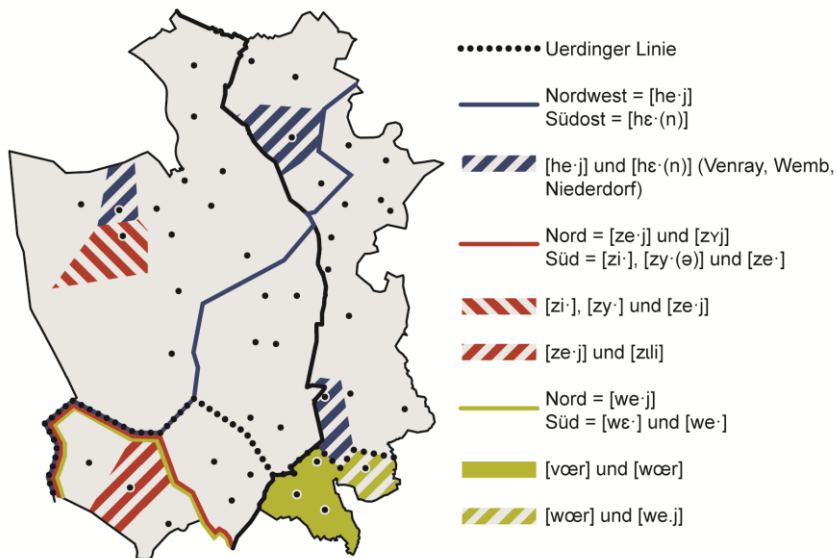 Uerdinger Linie
Nordwest = [he·j]
Südost = [hɛ·(n)]
[he·j] und [hɛ·(n)] (Venray, Wemb,
Niederdorf)
Nord = [ze·j] und [zʏj]
Süd = [zi·], [zy·(ə)] und [ze·]
[zi·], [zy·] und [ze·j]
[ze·j] und [zɩli]
Nord = [we·j]
Süd = [wɛ·] und [we·]
[vœr] und [wœr]
[wœr] und [we.j]